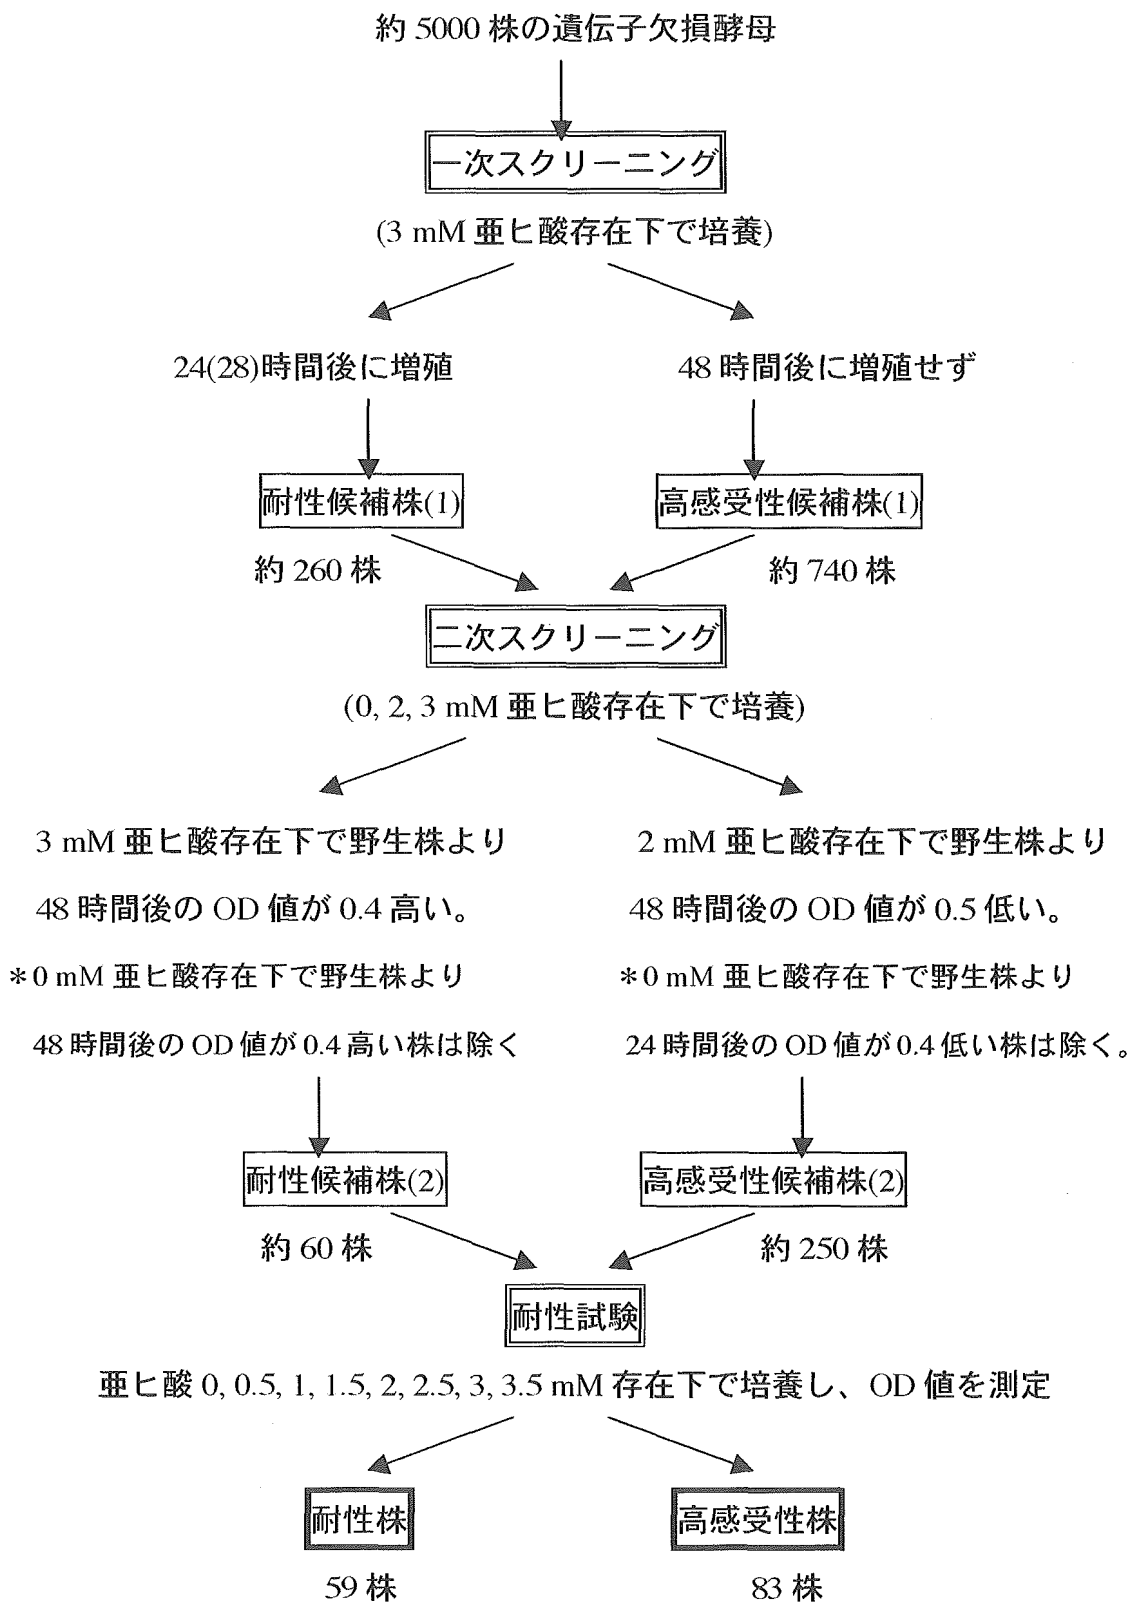 約 5000 株の遺伝子欠損酵母
一次スクリーニング
(3 mM 亜ヒ酸存在下で培養)
24(28)時間後に増殖
48 時間後に増殖せず
耐性候補株(1)
高感受性候補株(1)
約 260 株
約 740 株
二次スクリーニング
(0, 2, 3 mM 亜ヒ酸存在下で培養)
3 mM 亜ヒ酸存在下で野生株より
48 時間後の OD 値が 0.4 高い。
*0 mM 亜ヒ酸存在下で野生株より
48 時間後の OD 値が 0.4 高い株は除く
2 mM 亜ヒ酸存在下で野生株より
48 時間後の OD 値が 0.5 低い。
*0 mM 亜ヒ酸存在下で野生株より
24 時間後の OD 値が 0.4 低い株は除く。
耐性候補株(2)
高感受性候補株(2)
約 60 株
約 250 株
耐性試験
亜ヒ酸 0, 0.5, 1, 1.5, 2, 2.5, 3, 3.5 mM 存在下で培養し、OD 値を測定
耐性株
高感受性株
59 株
83 株